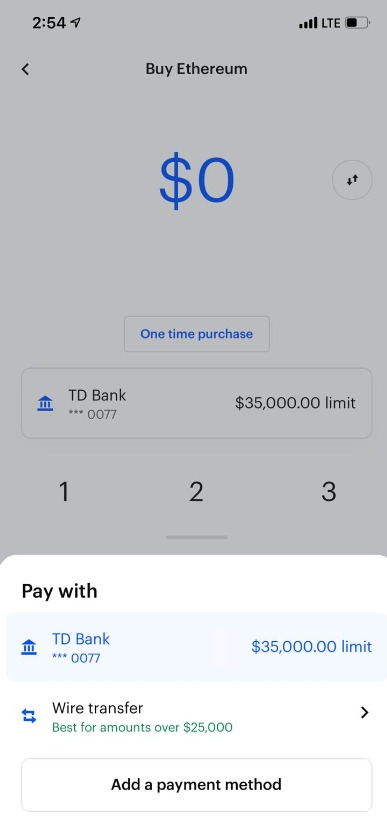 2:54
LTE
Buy Ethereum
$0
One time purchase
TD Bank
*** 0077
$35,000.00 limit
1 2 3
Pay with
TD Bank
*** 0077
$35,000.00 limit
Wire transfer
Best for amounts over $25,000
Add a payment method